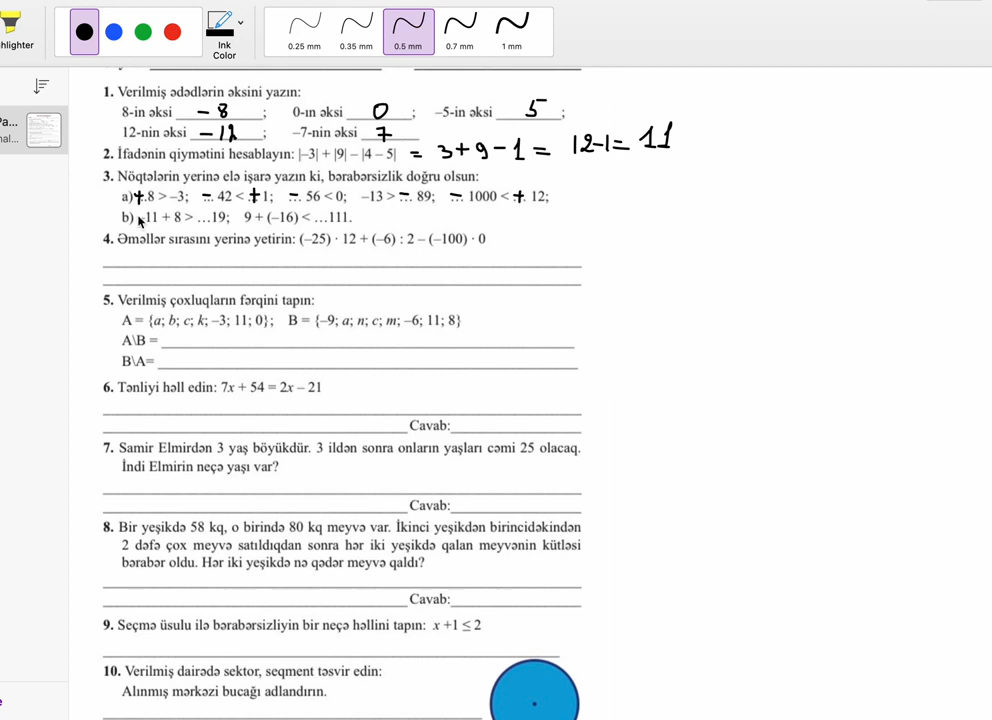 hlighter
Ink
Color
0.25 mm 0.35 mm 0.5 mm 0.7 mm 1 mm
Pa...
nal...
1. Verilmiş ədədlərin əksini yazın:
8-in əksi – 8 ; 0-ın əksi 0 ; –5-in əksi 5 ;
12-nin əksi – 12 ; –7-nin əksi 7
2. İfadənin qiymətini hesablayın: |–3| + |9| – |4 – 5| = 3 + 9 – 1 = 12-1= 11
3. Nöqtələrin yerinə elə işarə yazın ki, bərabərsizlik doğru olsun:
a) +8 > –3; –... 42 < + 1; –... 56 < 0; –13 > –... 89; –... 1000 < + 12;
b) 11 + 8 > …19; 9 + (–16) < …111.
4. Əməllər sırasını yerinə yetirin: (–25) · 12 + (–6) : 2 – (–100) · 0
5. Verilmiş çoxluqların fərqini tapın:
A = {a; b; c; k; –3; 11; 0}; B = {–9; a; n; c; m; –6; 11; 8}
A\B =
B\A=
6. Tənliyi həll edin: 7x + 54 = 2x – 21
Cavab:
7. Samir Elmirdən 3 yaş böyükdür. 3 ildən sonra onların yaşları cəmi 25 olacaq.
İndi Elmirin neçə yaşı var?
Cavab:
8. Bir yeşikdə 58 kq, o birində 80 kq meyvə var. İkinci yeşikdən birincidəkindən
2 dəfə çox meyvə satıldıqdan sonra hər iki yeşikdə qalan meyvənin kütləsi
bərabər oldu. Hər iki yeşikdə nə qədər meyvə qaldı?
Cavab:
9. Seçmə üsulu ilə bərabərsizliyin bir neçə həllini tapın: x +1 ≤ 2
10. Verilmiş dairədə sektor, seqment təsvir edin:
Alınmış mərkəzi bucağı adlandırın.